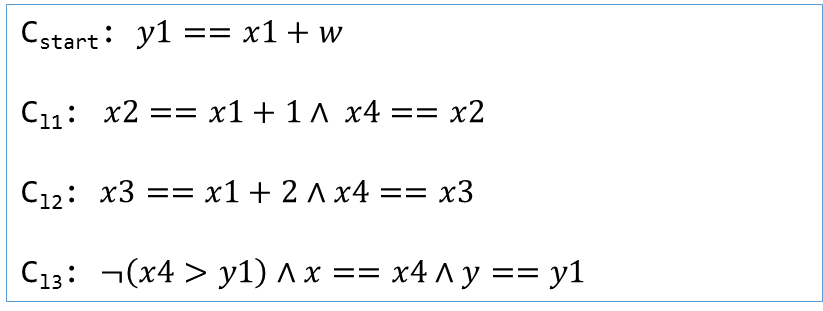 C_start: y1 == x1 + w
C_l1: x2 == x1 + 1 ∧ x4 == x2
C_l2: x3 == x1 + 2 ∧ x4 == x3
C_l3: ¬(x4 > y1) ∧ x == x4 ∧ y == y1